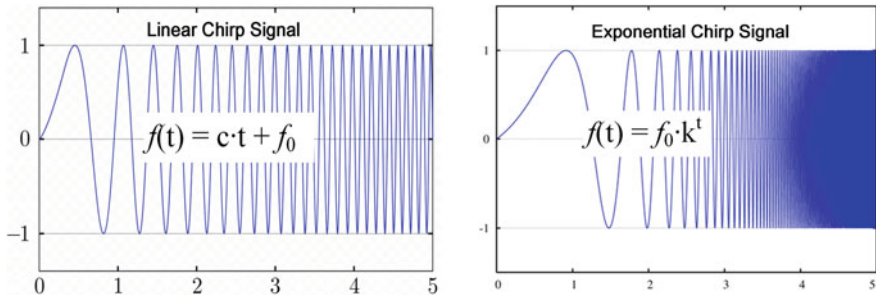 Linear Chirp Signal
1
0
−1
f(t) = c·t + f₀
0 1 2 3 4 5
Exponential Chirp Signal
1
0
-1
f(t) = f₀·kᵗ
0 1 2 3 4 5